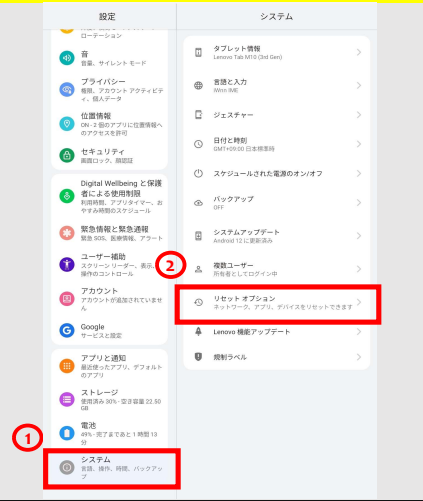 設定
ローテーション
音
音量、サイレント モード
プライバシー
権限、アカウント アクティビテ
ィ、個人データ
位置情報
ON - 2 個のアプリに位置情報へ
のアクセスを許可
セキュリティ
画面ロック、顔認証
Digital Wellbeing と保護
者による使用制限
利用時間、アプリタイマー、お
やすみ時間のスケジュール
緊急情報と緊急通報
緊急 SOS、医療情報、アラート
ユーザー補助
スクリーン リーダー、表示、
操作のコントロール
アカウント
アカウントが追加されていませ
ん
Google
サービスと設定
アプリと通知
最近使ったアプリ、デフォルト
のアプリ
ストレージ
使用済み 30% - 空き容量 22.50
GB
電池
49% - 完了まであと 1 時間 13
分
1
システム
言語、操作、時間、バックアッ
プ
システム
タブレット情報
Lenovo Tab M10 (3rd Gen)
言語と入力
iWnn IME
ジェスチャー
日付と時刻
GMT+09:00 日本標準時
スケジュールされた電源のオン/オフ
バックアップ
OFF
システムアップデート
Android 12 に更新済み
2
複数ユーザー
所有者としてログイン中
リセット オプション
ネットワーク、アプリ、デバイスをリセットできます
Lenovo 機能アップデート
規制ラベル